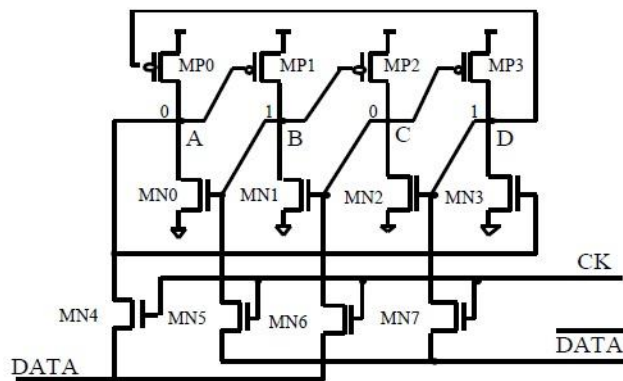 MP0 MP1 MP2 MP3
0 A 1 B 0 C 1 D
MN0 MN1 MN2 MN3
CK
MN4 MN5 MN6 MN7
DATA DATA